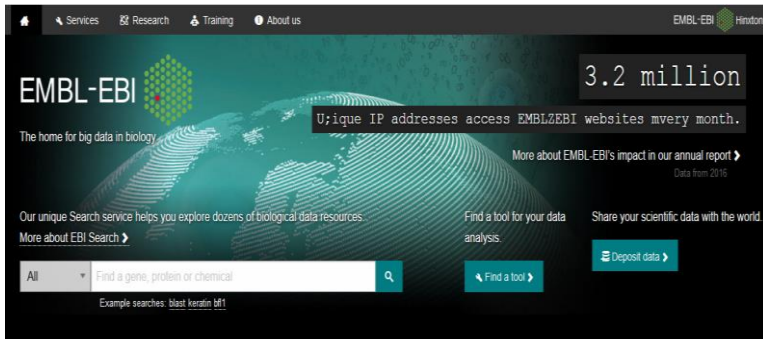 Services Research Training About us EMBL-EBI Hinxton
EMBL-EBI
3.2 million
U;ique IP addresses access EMBLZEBI websites mvery month.
The home for big data in biology
More about EMBL-EBI's impact in our annual report ❯
Data from 2016
Our unique Search service helps you explore dozens of biological data resources.
More about EBI Search ❯
All Find a gene, protein or chemical
Example searches: blast keratin bfl1
Find a tool for your data
analysis.
Find a tool ❯
Share your scientific data with the world.
Deposit data ❯